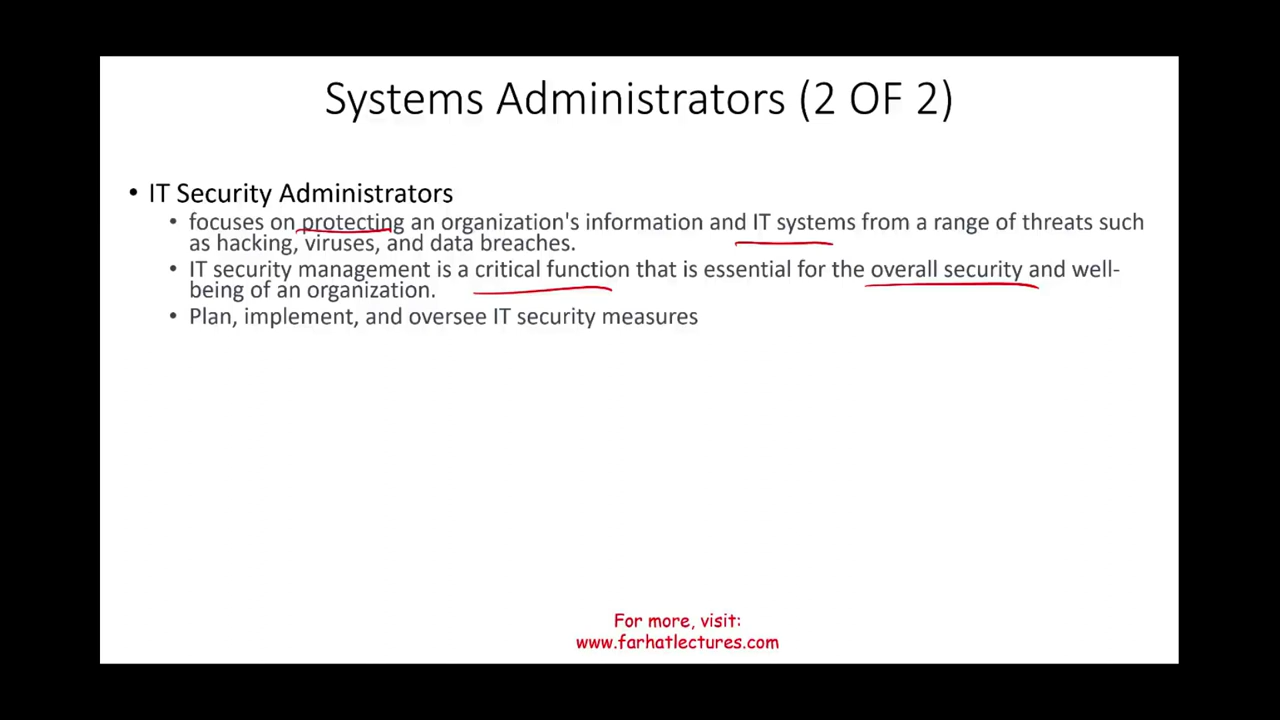 Systems Administrators (2 OF 2)
• IT Security Administrators
• focuses on protecting an organization's information and IT systems from a range of threats such
as hacking, viruses, and data breaches.
• IT security management is a critical function that is essential for the overall security and well-
being of an organization.
• Plan, implement, and oversee IT security measures
For more, visit:
www.farhatlectures.com